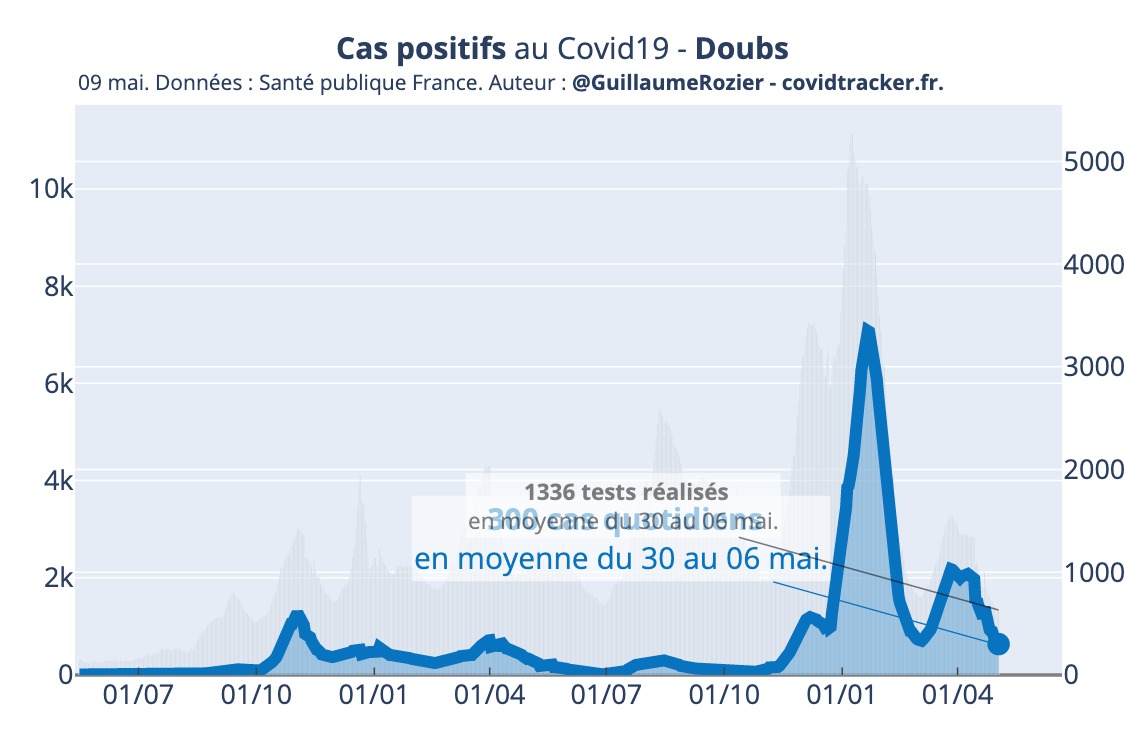 Cas positifs au Covid19 - Doubs
09 mai. Données : Santé publique France. Auteur : @GuillaumeRozier - covidtracker.fr.
5000
10k
4000
8k
3000
6k
2000
4k
1336 tests réalisés
en moyenne du 30 au 06 mai.
300 cas quotidiens
en moyenne du 30 au 06 mai.
1000
2k
0
0
01/07
01/10
01/01
01/04
01/07
01/10
01/01
01/04